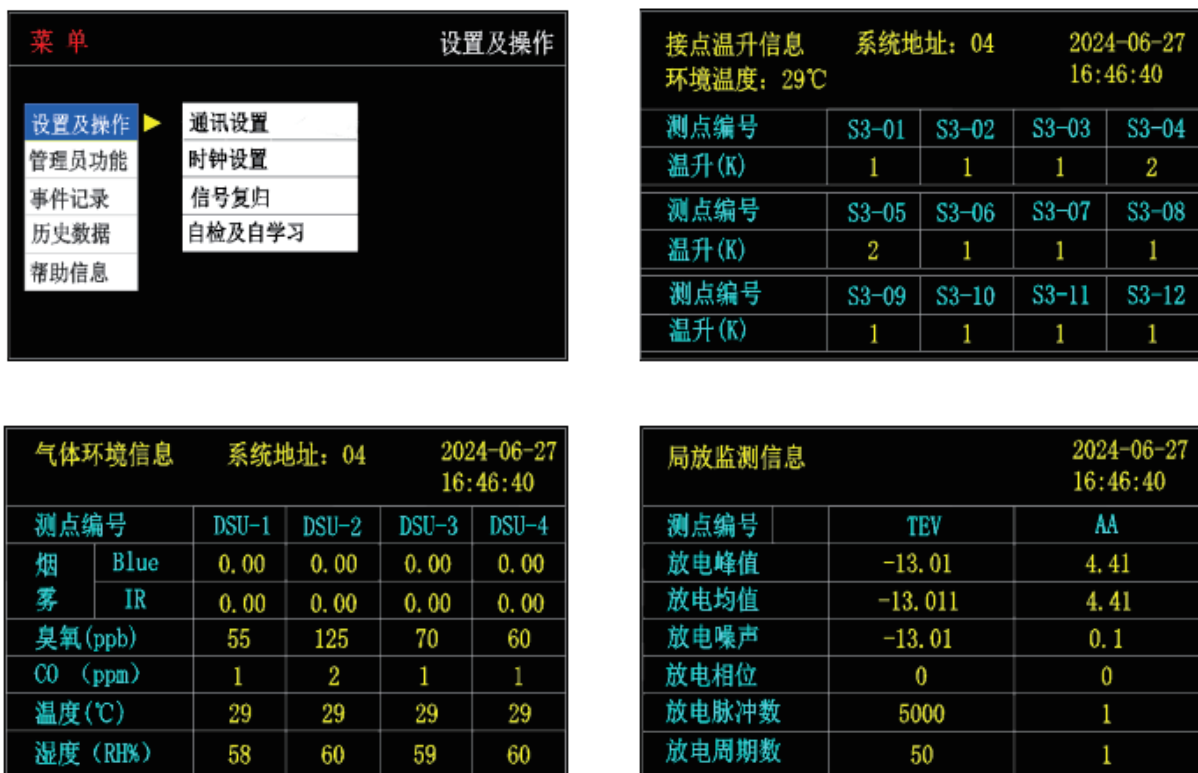 菜 单 设置及操作
设置及操作 ▶ 通讯设置
管理员功能 时钟设置
事件记录 信号复归
历史数据 自检及自学习
帮助信息
接点温升信息 系统地址: 04 2024-06-27
环境温度: 29℃ 16:46:40
测点编号 S3-01 S3-02 S3-03 S3-04
温升(K) 1 1 1 2
测点编号 S3-05 S3-06 S3-07 S3-08
温升(K) 2 1 1 1
测点编号 S3-09 S3-10 S3-11 S3-12
温升(K) 1 1 1 1
气体环境信息 系统地址: 04 2024-06-27
16:46:40
测点编号 DSU-1 DSU-2 DSU-3 DSU-4
烟雾 Blue 0.00 0.00 0.00 0.00
IR 0.00 0.00 0.00 0.00
臭氧(ppb) 55 125 70 60
CO (ppm) 1 2 1 1
温度(℃) 29 29 29 29
湿度 (RH%) 58 60 59 60
局放监测信息 2024-06-27
16:46:40
测点编号 TEV AA
放电峰值 -13.01 4.41
放电均值 -13.011 4.41
放电噪声 -13.01 0.1
放电相位 0 0
放电脉冲数 5000 1
放电周期数 50 1